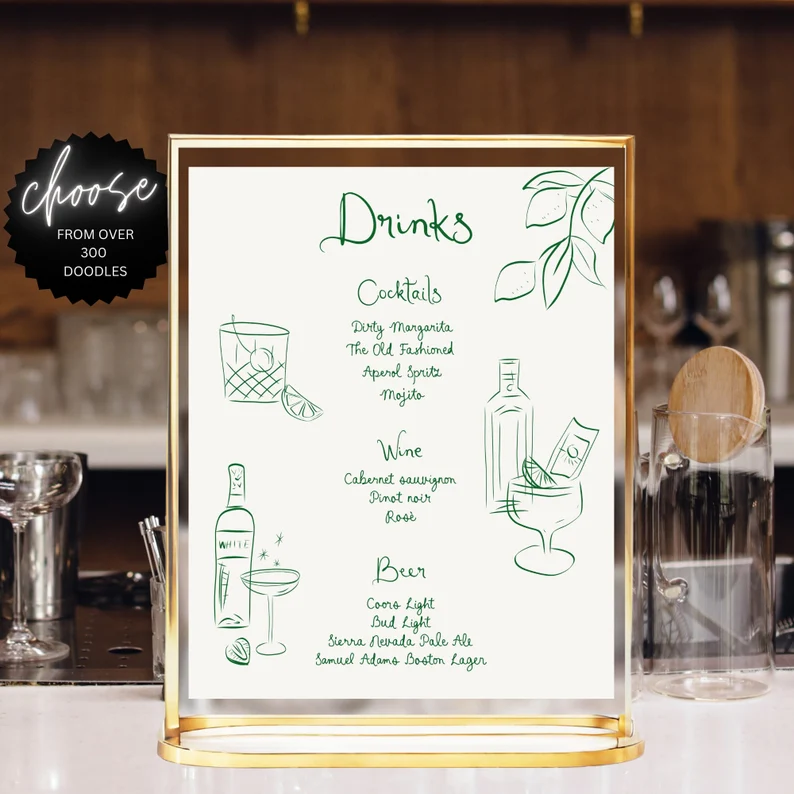 choose
FROM OVER
300
DOODLES
Drinks
Cocktails
Dirty Margarita
The Old Fashioned
Aperol Spritz
Mojito
Wine
Cabernet sauvignon
Pinot noir
Rosè
WHITE
Beer
Coors Light
Bud Light
Sierra Nevada Pale Ale
Samuel Adams Boston Lager